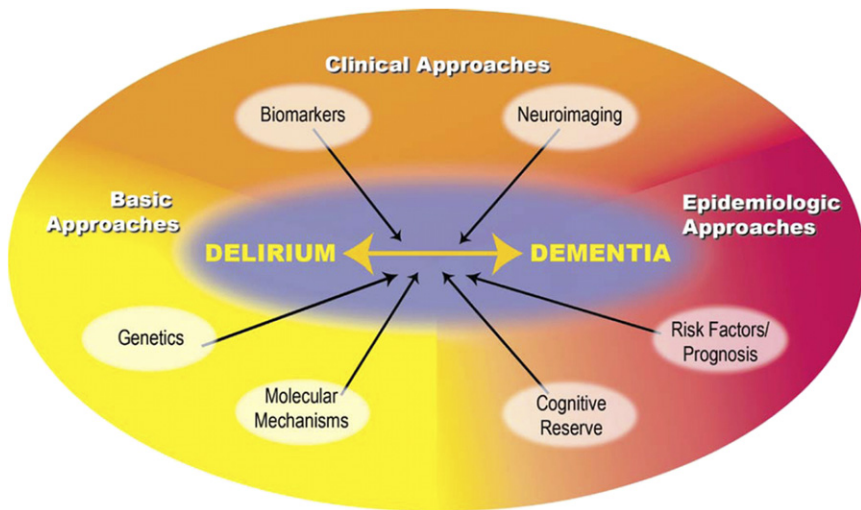 Clinical Approaches
Biomarkers
Neuroimaging
Basic
Approaches
Epidemiologic
Approaches
DELIRIUM
DEMENTIA
Genetics
Risk Factors/
Prognosis
Molecular
Mechanisms
Cognitive
Reserve